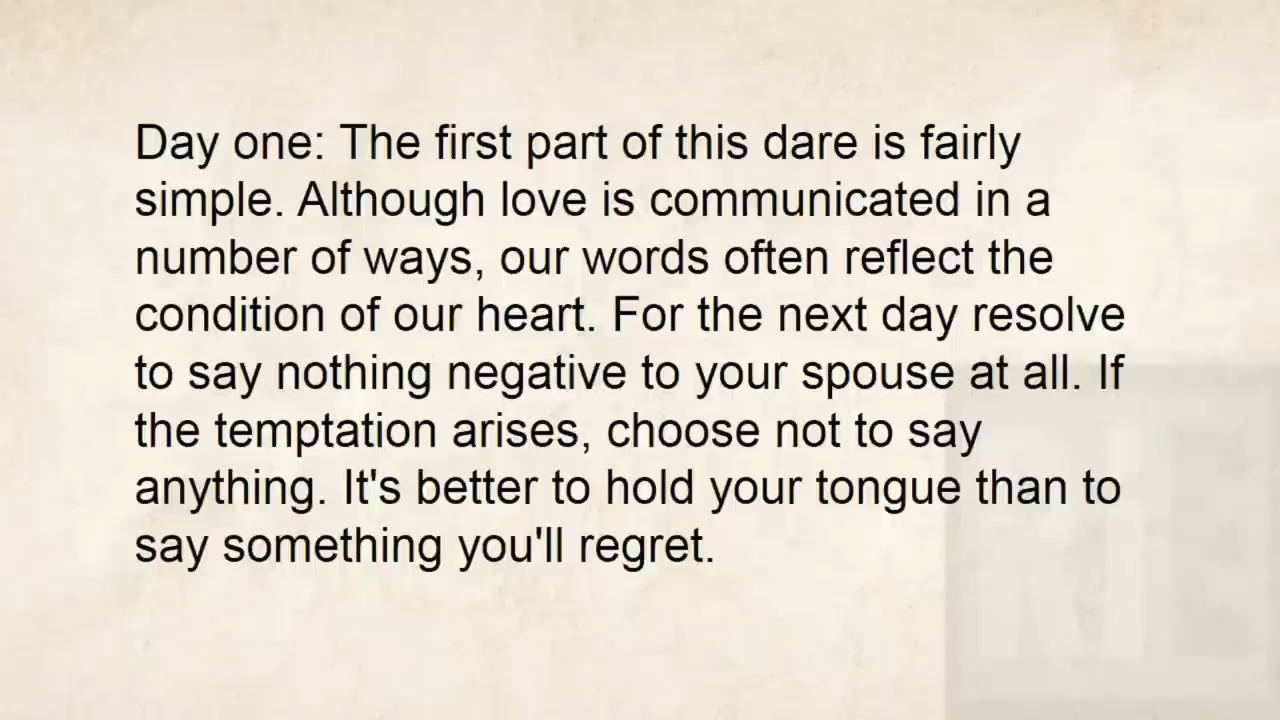 Day one: The first part of this dare is fairly
simple. Although love is communicated in a
number of ways, our words often reflect the
condition of our heart. For the next day resolve
to say nothing negative to your spouse at all. If
the temptation arises, choose not to say
anything. It's better to hold your tongue than to
say something you'll regret.